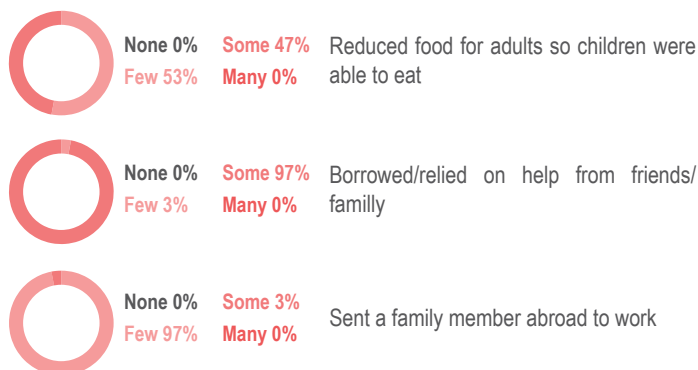 None 0% Some 47%
Few 53% Many 0%
Reduced food for adults so children were
able to eat
None 0% Some 97%
Few 3% Many 0%
Borrowed/relied on help from friends/
familly
None 0% Some 3%
Few 97% Many 0%
Sent a family member abroad to work